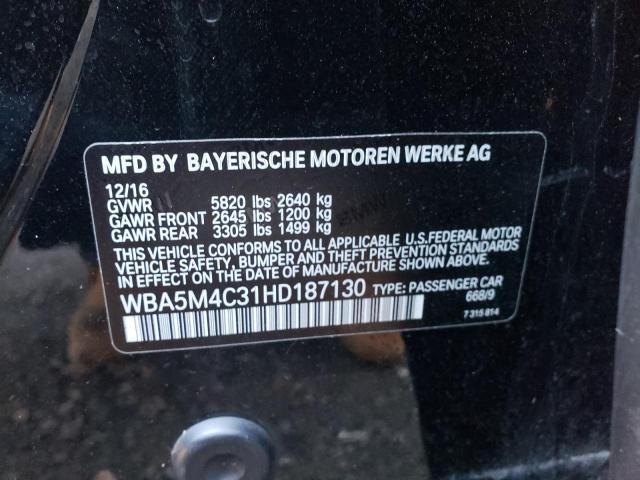 MFD BY BAYERISCHE MOTOREN WERKE AG
12/16
GVWR II 5820 lbs 2640 kg
GAWR FRONT 2645 lbs 1200 kg
GAWR REAR 3305 lbs 1499 kg
THIS VEHICLE CONFORMS TO ALL APPLICABLE U.S.FEDERAL MOTOR
VEHICLE SAFETY, BUMPER, AND THEFT PREVENTION STANDARDS
IN EFFECT ON THE DATE OF MANUFACTURE SHOWN ABOVE.
WBA5M4C31HD187130 TYPE: PASSENGER CAR
668/9
7 315 814